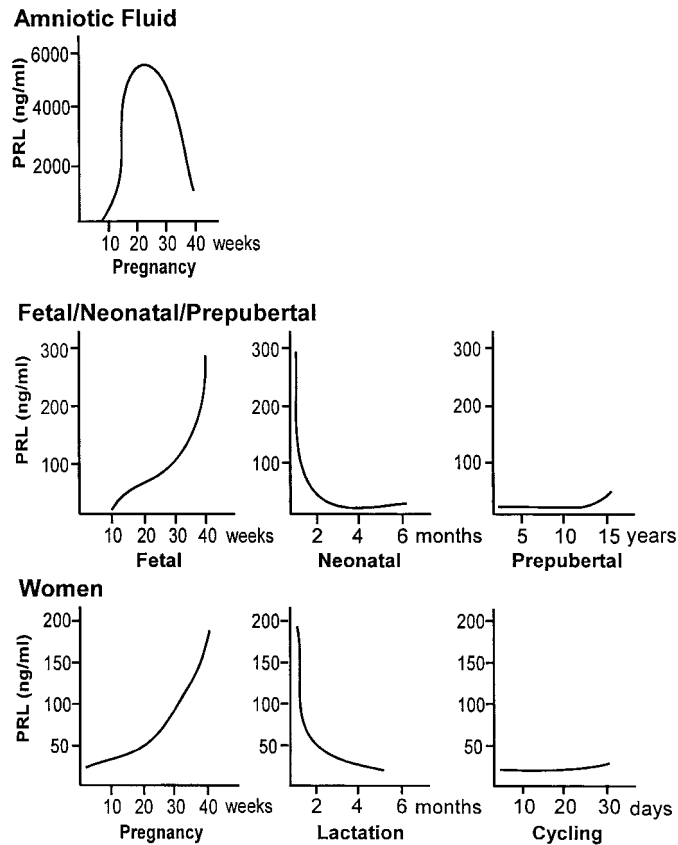 Amniotic Fluid
PRL (ng/ml)
6000
4000
2000
10 20 30 40 weeks
Pregnancy
Fetal/Neonatal/Prepubertal
PRL (ng/ml)
300 300 300
200 200 200
100 100 100
10 20 30 40 weeks 2 4 6 months 5 10 15 years
Fetal Neonatal Prepubertal
Women
PRL (ng/ml)
200 200 200
150 150 150
100 100 100
50 50 50
10 20 30 40 weeks 2 4 6 months 10 20 30 days
Pregnancy Lactation Cycling